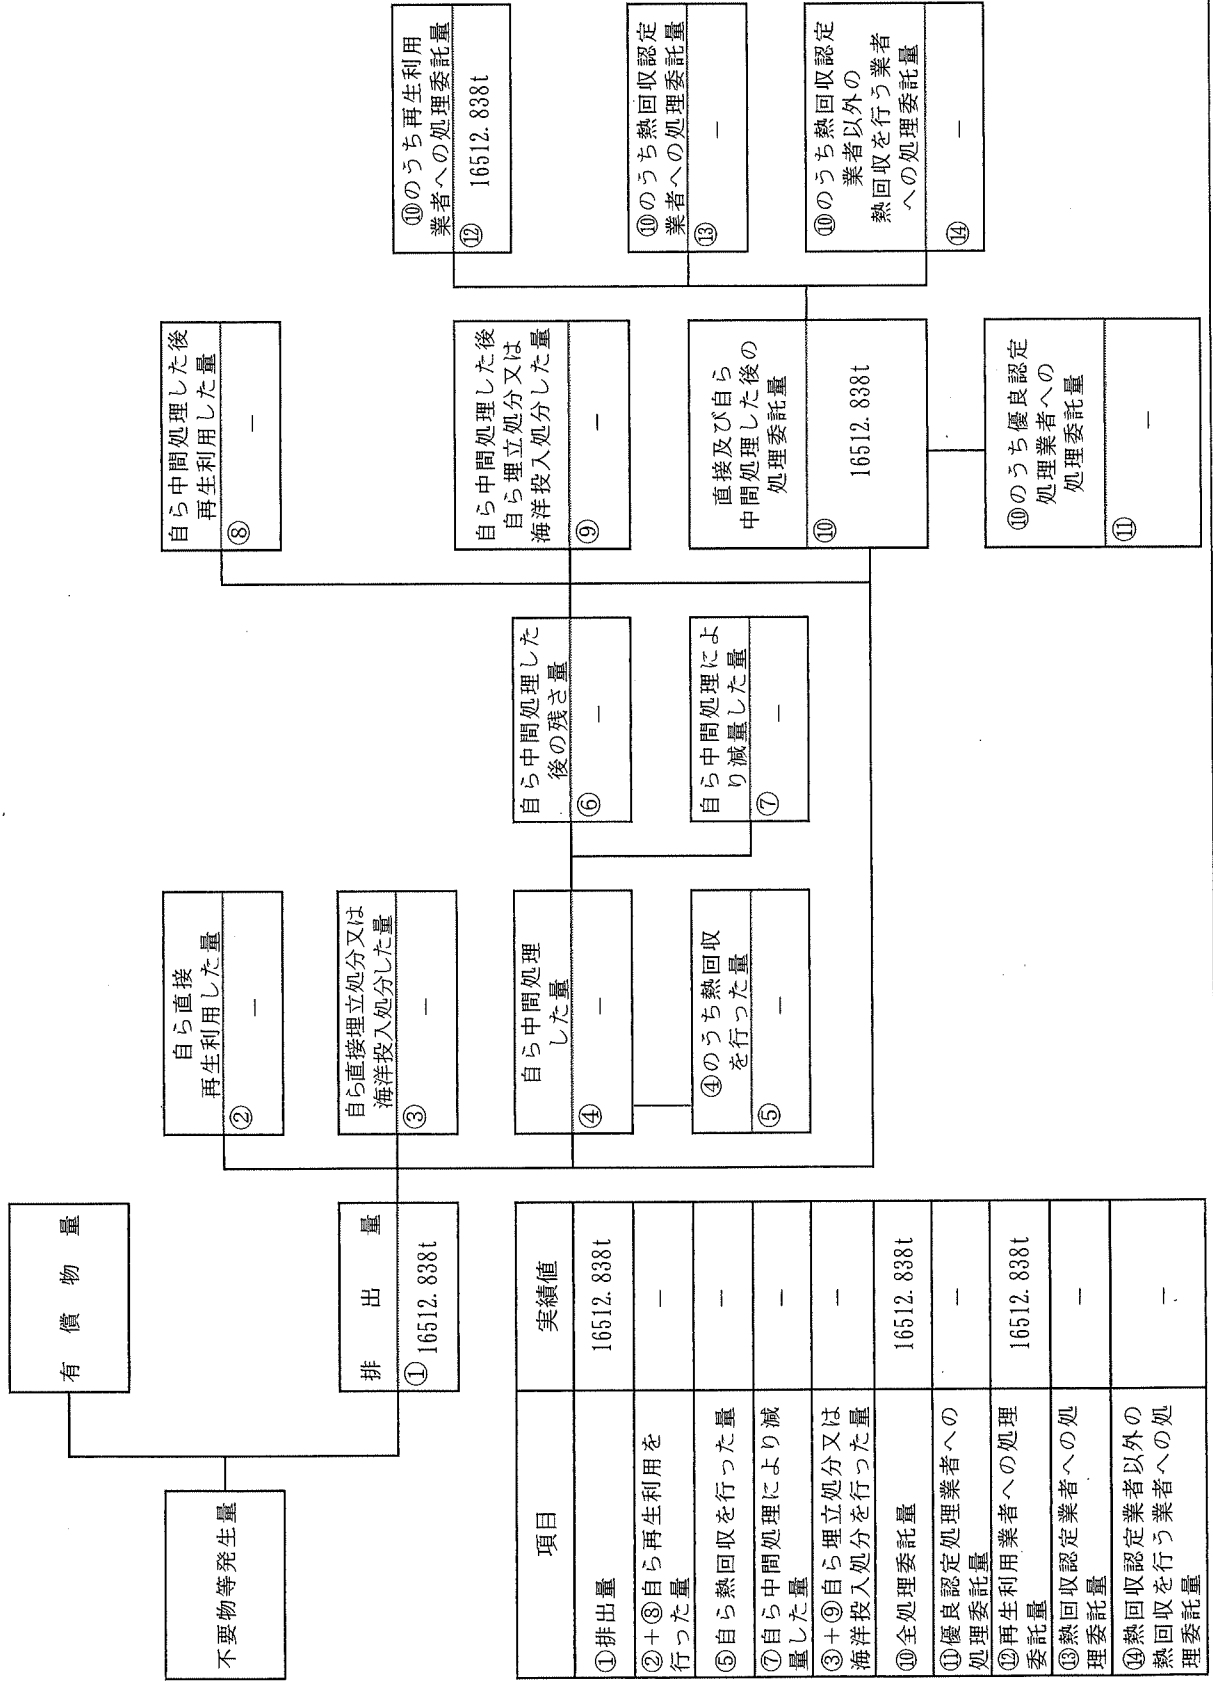 不要物等発生量
有　償　物　量
排　出　量
① 16512.838t
自ら直接
再生利用した量
②
－
自ら直接埋立処分又は
海洋投入処分した量
③
－
自ら中間処理
した量
④
－
④のうち熱回収
を行った量
⑤
－
自ら中間処理した
後の残さ量
⑥
－
自ら中間処理によ
り減量した量
⑦
－
自ら中間処理した後
再生利用した量
⑧
－
自ら中間処理した後
自ら埋立処分又は
海洋投入処分した量
⑨
－
直接及び自ら
中間処理した後の
処理委託量
⑩
16512.838t
⑩のうち優良認定
処理業者への
処理委託量
⑪
－
⑩のうち再生利用
業者への処理委託量
⑫
16512.838t
⑩のうち熱回収認定
業者への処理委託量
⑬
－
⑩のうち熱回収認定
業者以外の
熱回収を行う業者
への処理委託量
⑭
－
項目　実績値
①排出量　16512.838t
②＋⑧自ら再生利用を
行った量　－
⑤自ら熱回収を行った量　－
⑦自ら中間処理により減
量した量　－
③＋⑨自ら埋立処分又は
海洋投入処分を行った量　－
⑩全処理委託量　16512.838t
⑪優良認定処理業者への
処理委託量　－
⑫再生利用業者への処理
委託量　16512.838t
⑬熱回収認定業者への処
理委託量　－
⑭熱回収認定業者以外の
熱回収を行う業者への処
理委託量　－